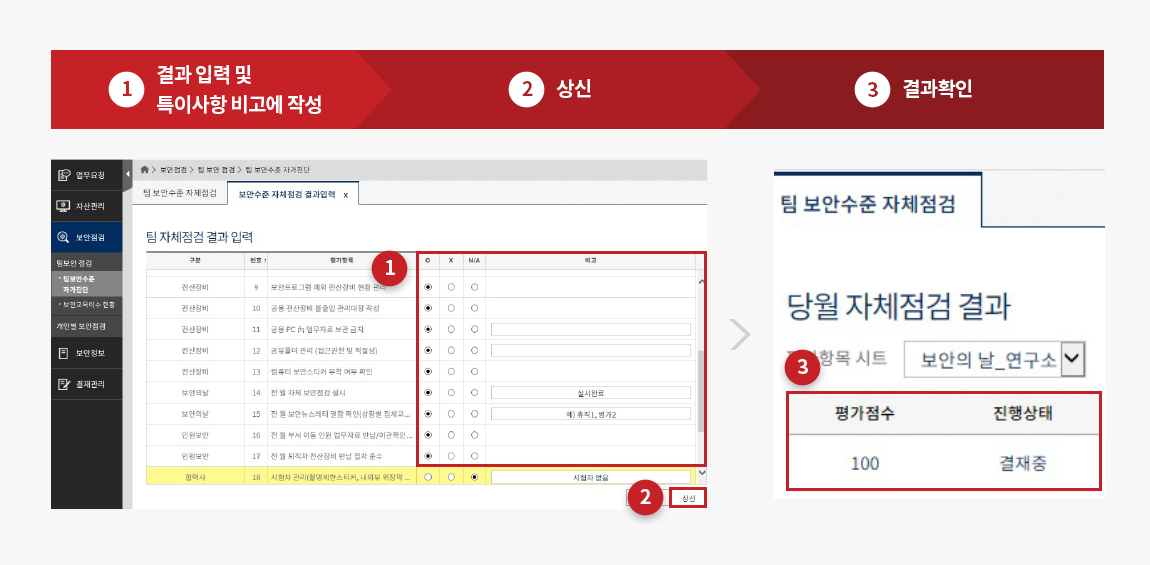 1 결과 입력 및
특이사항 비고에 작성
2 상신
3 결과확인
업무요청
자산관리
보안점검
팀보안 점검
· 팀보안수준
자가진단
· 보안교육이수 현황
개인별 보안점검
보안정보
결재관리
보안점검 > 팀 보안 점검 > 팀 보안수준 자가진단
팀 보안수준 자체점검 보안수준 자체점검 결과입력 x
팀 자체점검 결과 입력
구분 번호 평가항목 O X N/A 비고
1
전산장비 9 보안프로그램 예외 전산장비 현황 관리
전산장비 10 공용 전산장비 불출입 관리대장 작성
전산장비 11 공용 PC 內 업무자료 보관 금지
전산장비 12 공유폴더 관리 (접근권한 및 적절성)
전산장비 13 컴퓨터 보안스티커 부착 여부 확인
보안의날 14 전 월 자체 보안점검 실시 실시완료
보안의날 15 전 월 보안뉴스레터 열람 확인(상황별 집체교... 예) 휴직1, 병가2
인원보안 16 전 월 부서 이동 인원 업무자료 반납/이관확인...
인원보안 17 전 월 퇴직자 전산장비 반납 절차 준수
협력사 18 시험차 관리(촬영제한스티커, 내외부 위장막 ... 시험차 없음
2 상신
팀 보안수준 자체점검
당월 자체점검 결과
항목 시트 보안의 날_연구소
3
평가점수 진행상태
100 결재중